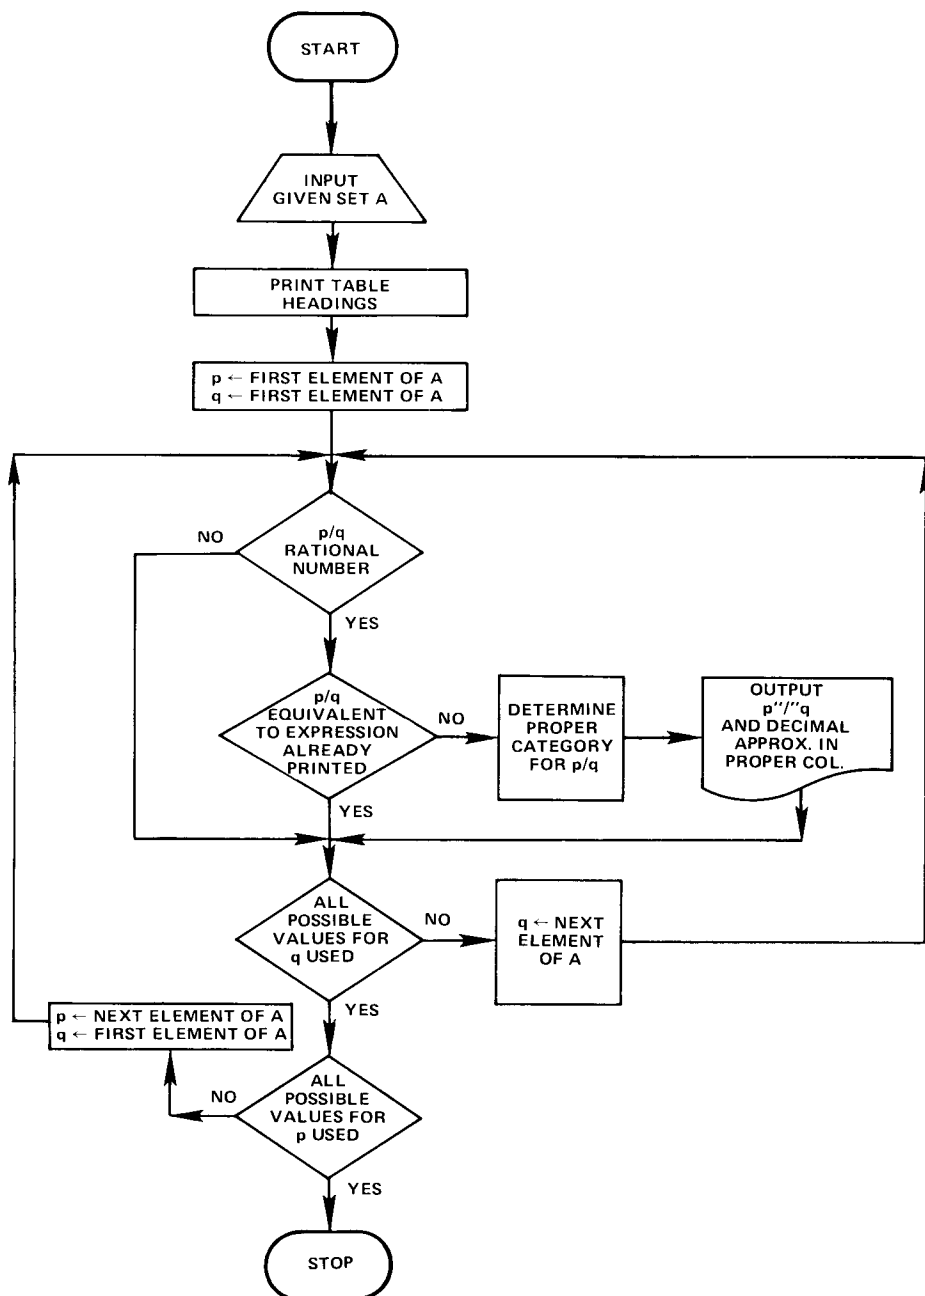 START
INPUT
GIVEN SET A
PRINT TABLE
HEADINGS
p ← FIRST ELEMENT OF A
q ← FIRST ELEMENT OF A
p/q
RATIONAL
NUMBER
NO
YES
p/q
EQUIVALENT
TO EXPRESSION
ALREADY
PRINTED
NO
YES
DETERMINE
PROPER
CATEGORY
FOR p/q
OUTPUT
p"/"q
AND DECIMAL
APPROX. IN
PROPER COL.
ALL
POSSIBLE
VALUES FOR
q USED
NO
YES
q ← NEXT
ELEMENT
OF A
p ← NEXT ELEMENT OF A
q ← FIRST ELEMENT OF A
ALL
POSSIBLE
VALUES FOR
p USED
NO
YES
STOP